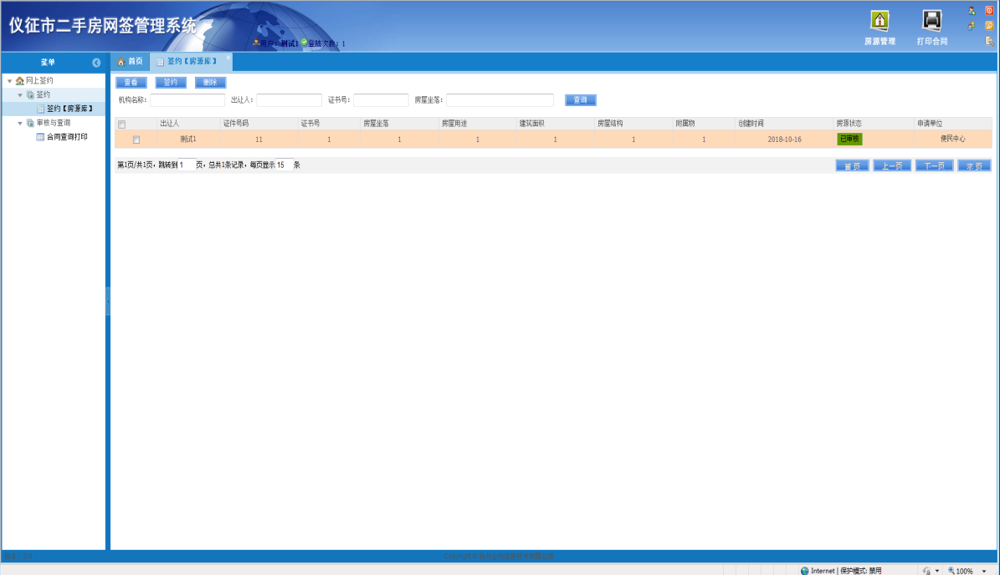 仪征市二手房网签管理系统
用户: 测试1 登陆次数: 1
房源管理
打印合同
菜单
首页
签约【房源库】
网上签约
签约
签约【房源库】
审核与查询
合同查询打印
查看
签约
删除
机构名称:
出让人:
证书号:
房屋坐落:
查询
出让人 证件号码 证书号 房屋坐落 房屋用途 建筑面积 房屋结构 附属物 创建时间 房源状态 申请单位
测试1 11 1 1 1 1 1 1 2018-10-16 已审核 便民中心
第1页/共1页, 跳转到 1 页, 总共1条记录, 每页显示 15 条
首 页
上一页
下一页
末 页
Internet | 保护模式: 禁用
100%